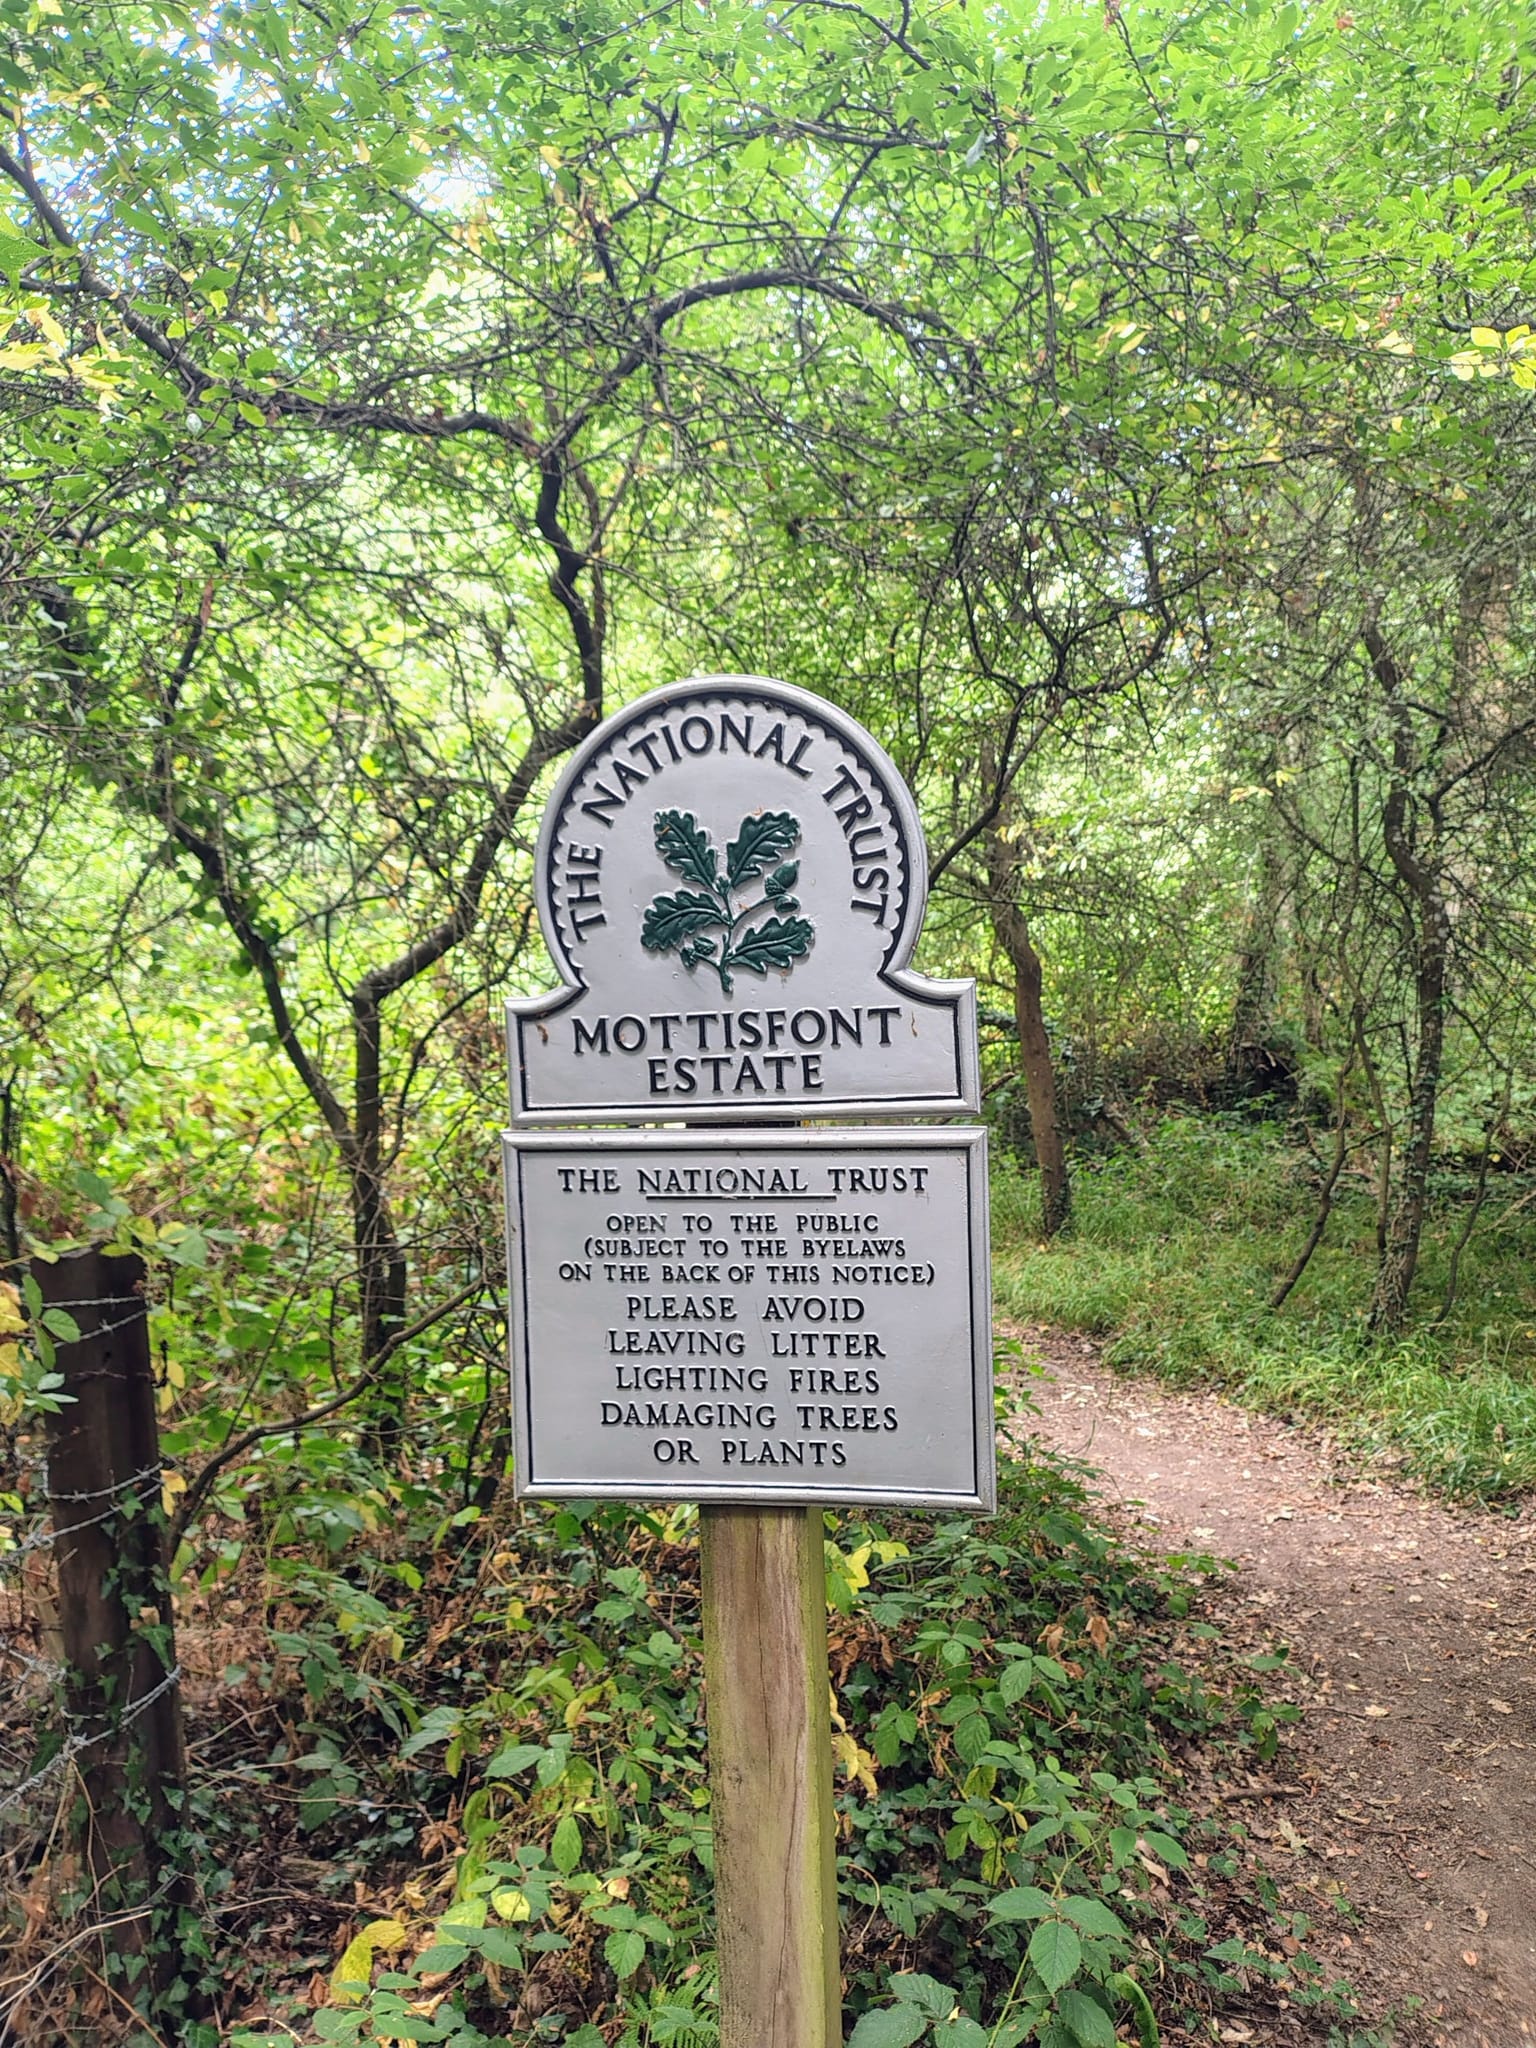 THE NATIONAL TRUST
MOTTISFONT
ESTATE
THE NATIONAL TRUST
OPEN TO THE PUBLIC
(SUBJECT TO THE BYELAWS
ON THE BACK OF THIS NOTICE)
PLEASE AVOID
LEAVING LITTER
LIGHTING FIRES
DAMAGING TREES
OR PLANTS